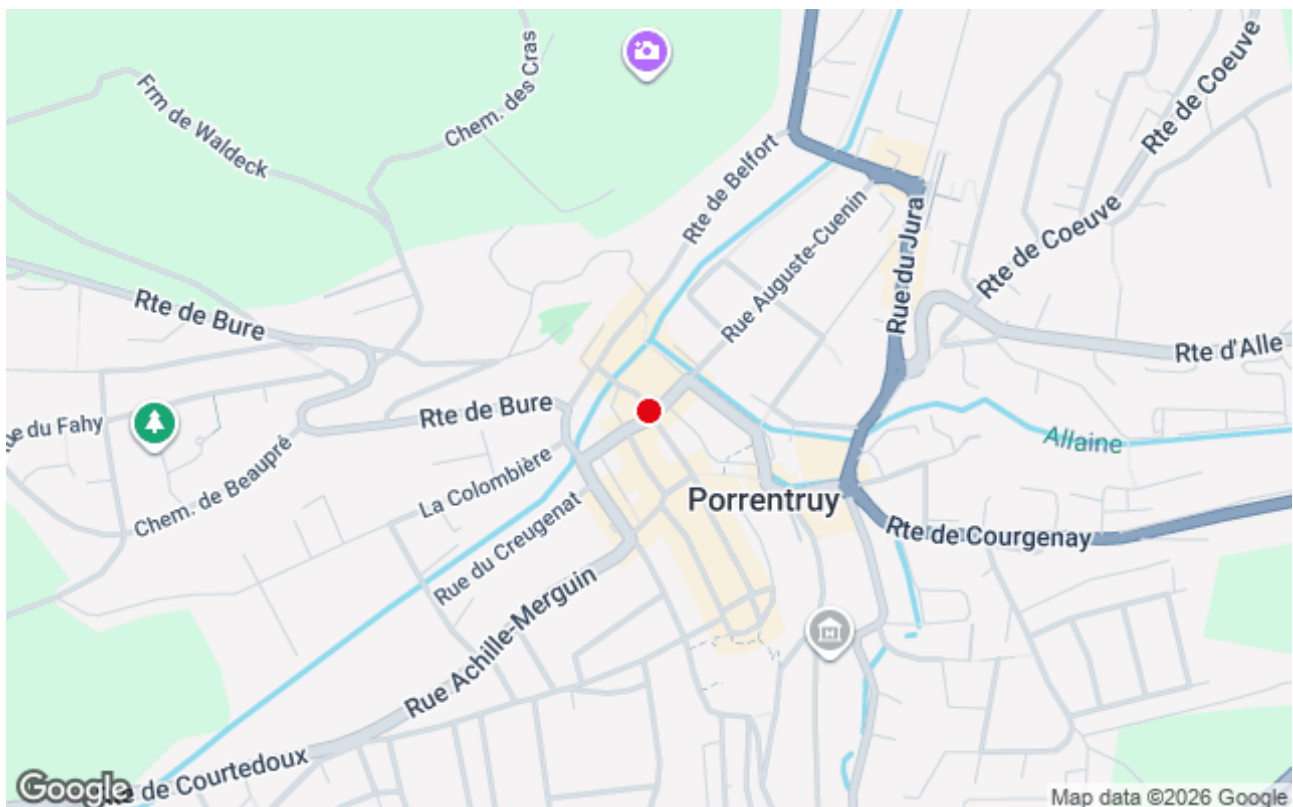 Frm de Waldeck
Chem. des Cras
Rte de Belfort
Rte de Coeuve
Rte de Coeuve
Rue Auguste-Cuenin
Rue du Jura
Rte de Bure
Rte d'Alle
Rte de Bure
ue du Fahy
Allaine
Chem. de Beaupré
La Colombière
Porrentruy
Rue du Creugenat
Rte de Courgenay
Rue Achille-Merguin
te de Courtedoux
Google
Map data ©2026 Google